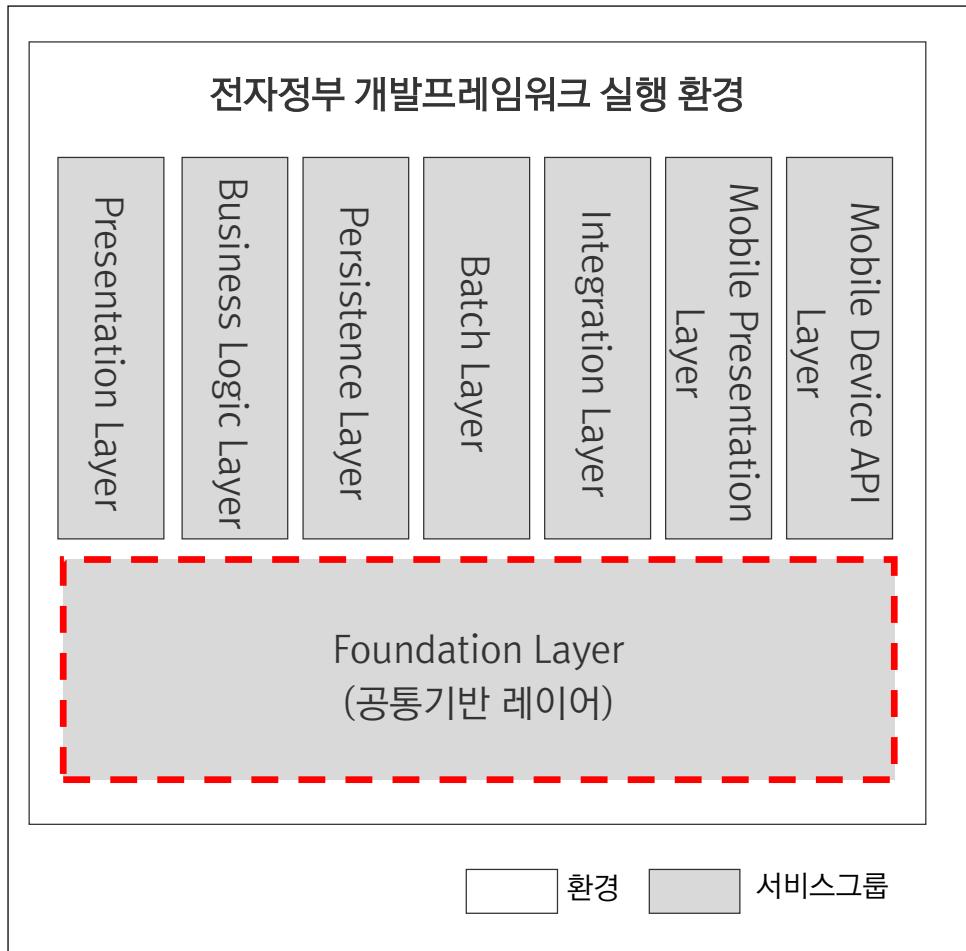 전자정부 개발프레임워크 실행 환경
Presentation Layer
Business Logic Layer
Persistence Layer
Batch Layer
Integration Layer
Mobile Presentation
Layer
Mobile Device API
Layer
Foundation Layer
(공통기반 레이어)
환경
서비스그룹